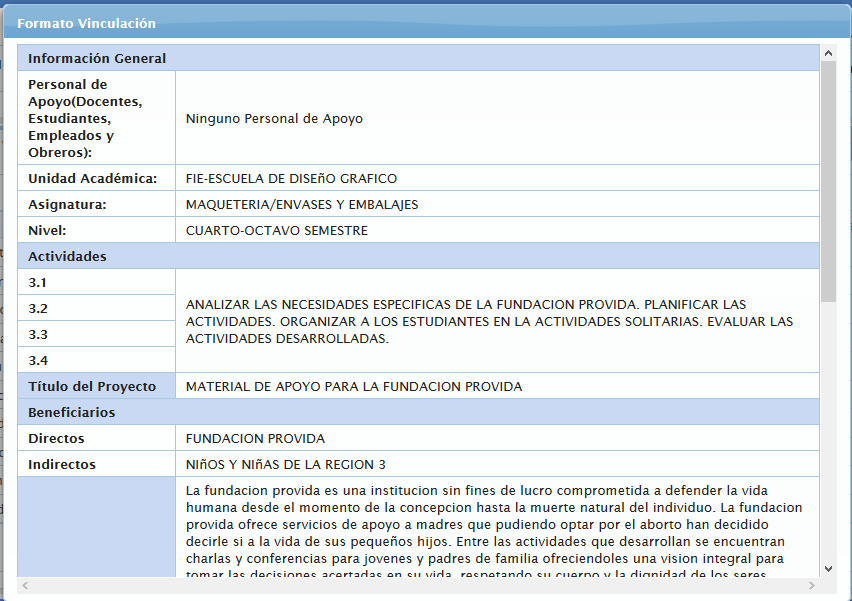 Formato Vinculación
Información General
Personal de
Apoyo(Docentes,
Estudiantes,
Empleados y
Obreros):
Ninguno Personal de Apoyo
Unidad Académica:
FIE-ESCUELA DE DISEñO GRAFICO
Asignatura:
MAQUETERIA/ENVASES Y EMBALAJES
Nivel:
CUARTO-OCTAVO SEMESTRE
Actividades
3.1
3.2
3.3
3.4
ANALIZAR LAS NECESIDADES ESPECIFICAS DE LA FUNDACION PROVIDA. PLANIFICAR LAS
ACTIVIDADES. ORGANIZAR A LOS ESTUDIANTES EN LA ACTIVIDADES SOLITARIAS. EVALUAR LAS
ACTIVIDADES DESARROLLADAS.
Título del Proyecto
MATERIAL DE APOYO PARA LA FUNDACION PROVIDA
Beneficiarios
Directos
FUNDACION PROVIDA
Indirectos
NIñOS Y NIñAS DE LA REGION 3
La fundacion provida es una institucion sin fines de lucro comprometida a defender la vida
humana desde el momento de la concepcion hasta la muerte natural del individuo. La fundacion
provida ofrece servicios de apoyo a madres que pudiendo optar por el aborto han decidido
decirle si a la vida de sus pequeños hijos. Entre las actividades que desarrollan se encuentran
charlas y conferencias para jovenes y padres de familia ofreciendoles una vision integral para
tomar las decisiones acertadas en su vida, respetando su cuerpo y la dignidad de los seres